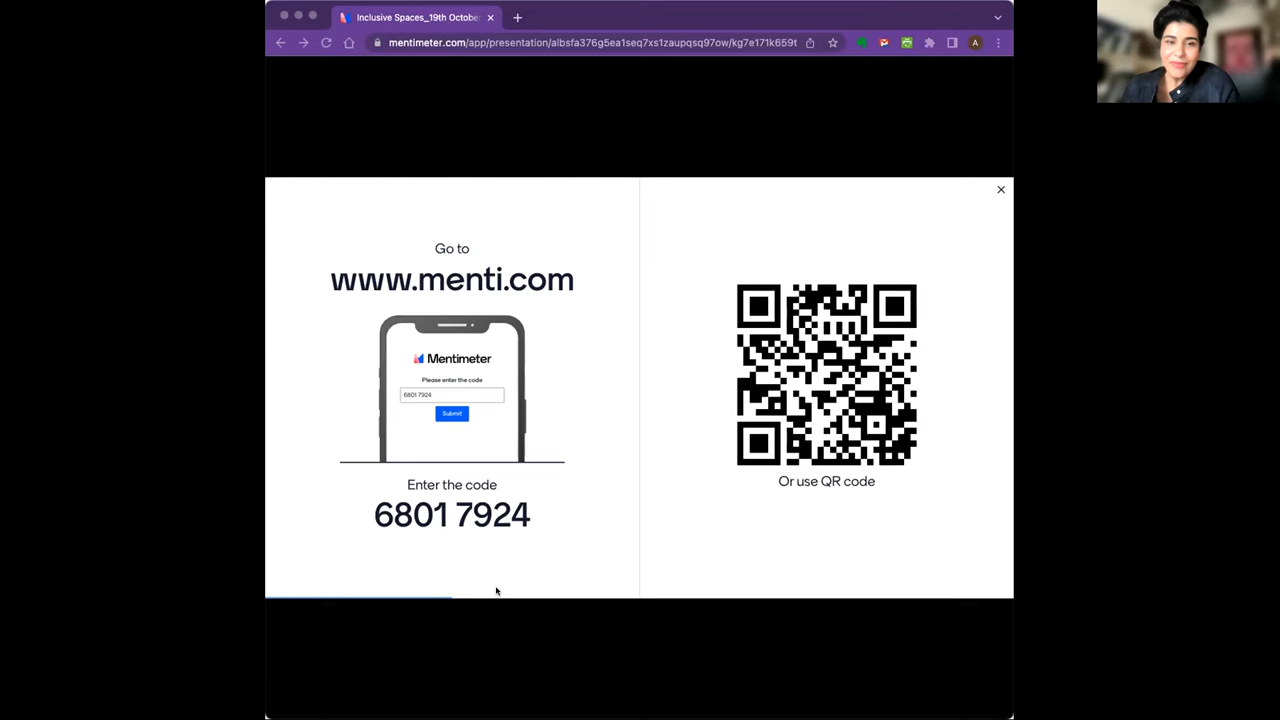 Inclusive Spaces_19th October
mentimeter.com/app/presentation/albsfa376g5ea1seq7xs1zaupqsq97ow/kg7e171k659t
A
Go to
www.menti.com
Mentimeter
Please enter the code
6801 7924
Submit
Enter the code
6801 7924
Or use QR code